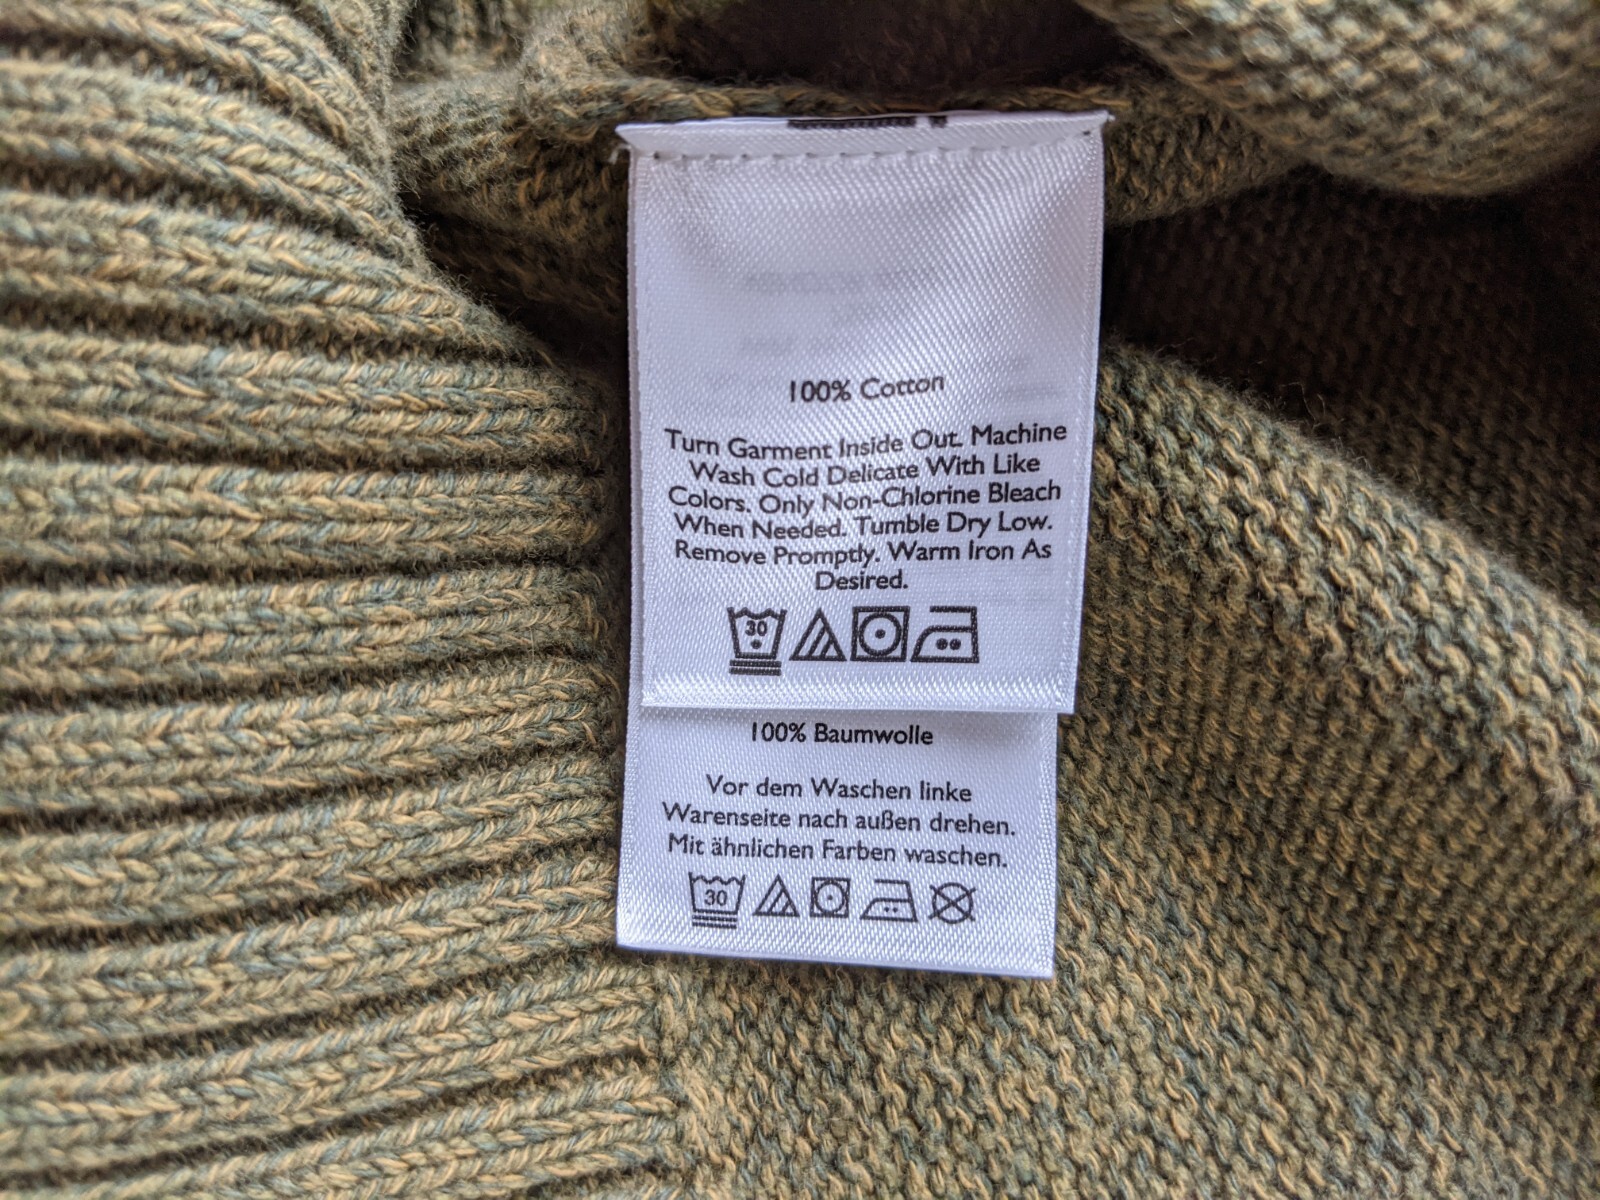 100% Cotton
Turn Garment Inside Out. Machine
Wash Cold Delicate With Like
Colors. Only Non-Chlorine Bleach
When Needed. Tumble Dry Low.
Remove Promptly. Warm Iron As
Desired.
30
100% Baumwolle
Vor dem Waschen linke
Warenseite nach außen drehen.
Mit ähnlichen Farben waschen.
30